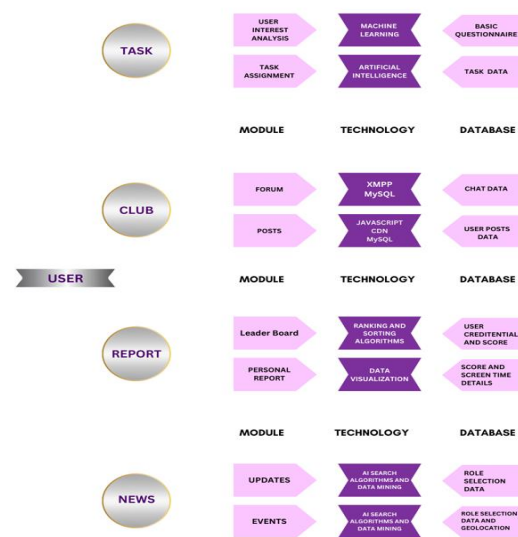 TASK
USER
INTEREST
ANALYSIS
MACHINE
LEARNING
BASIC
QUESTIONNAIRE
TASK
ASSIGNMENT
ARTIFICIAL
INTELLIGENCE
TASK DATA
MODULE TECHNOLOGY DATABASE
CLUB
FORUM
XMPP
MySQL
CHAT DATA
POSTS
JAVASCRIPT
CDN
MySQL
USER POSTS
DATA
USER
MODULE TECHNOLOGY DATABASE
REPORT
Leader Board
RANKING AND
SORTING
ALGORITHMS
USER
CREDITENTIAL
AND SCORE
PERSONAL
REPORT
DATA
VISUALIZATION
SCORE AND
SCREEN TIME
DETAILS
MODULE TECHNOLOGY DATABASE
NEWS
UPDATES
AI SEARCH
ALGORITHMS AND
DATA MINING
ROLE
SELECTION
DATA
EVENTS
AI SEARCH
ALGORITHMS AND
DATA MINING
ROLE SELECTION
DATA AND
GEOLOCATION